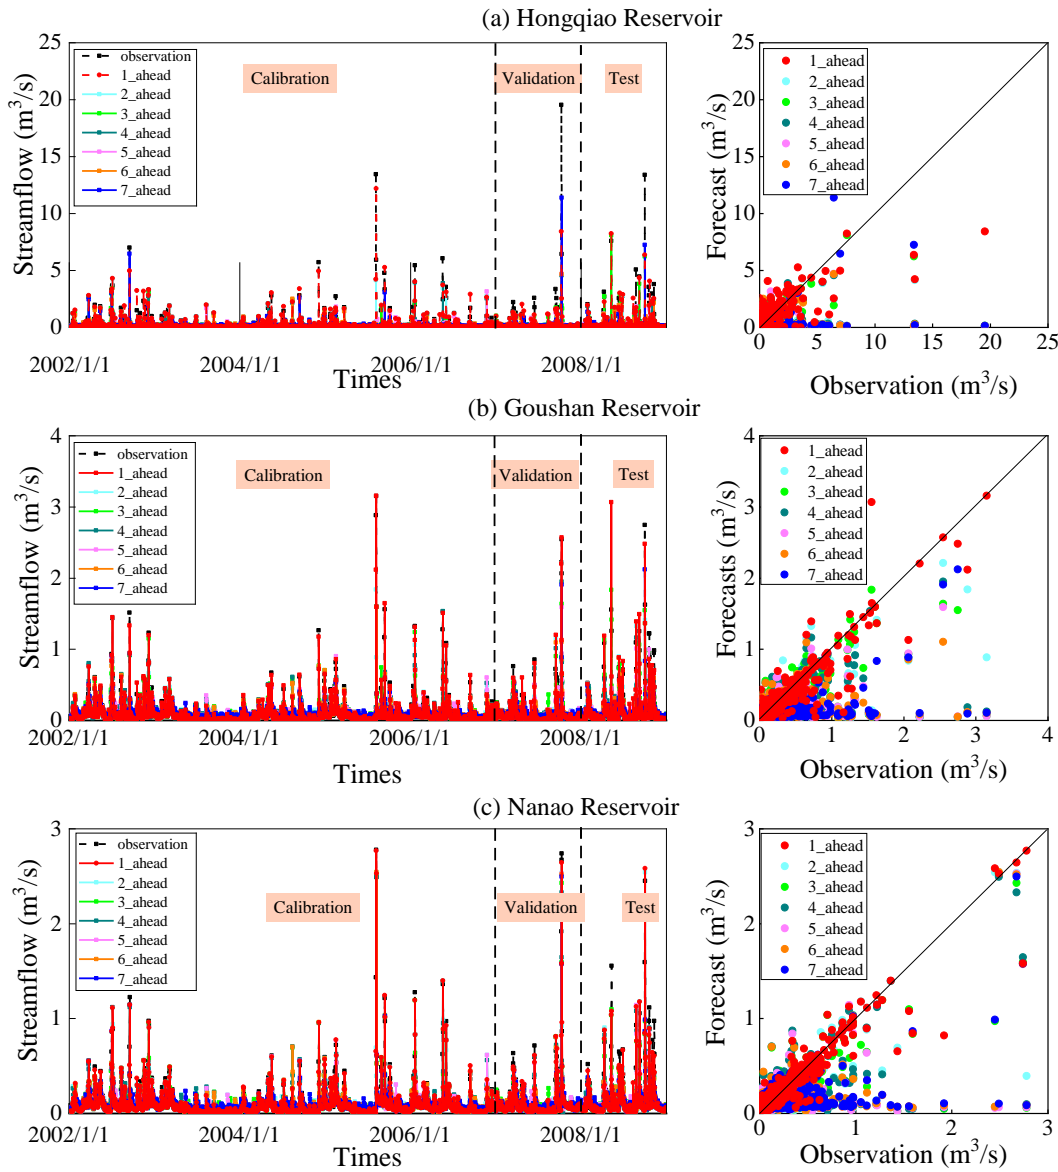 (a) Hongqiao Reservoir
Streamflow (m³/s)
25
20
15
10
5
0
observation
1_ahead
2_ahead
3_ahead
4_ahead
5_ahead
6_ahead
7_ahead
Calibration
Validation
Test
2002/1/1
2004/1/1
2006/1/1
2008/1/1
Times
Forecast (m³/s)
25
20
15
10
5
0
1_ahead
2_ahead
3_ahead
4_ahead
5_ahead
6_ahead
7_ahead
0 5 10 15 20 25
Observation (m³/s)
(b) Goushan Reservoir
Streamflow (m³/s)
4
3
2
1
0
observation
1_ahead
2_ahead
3_ahead
4_ahead
5_ahead
6_ahead
7_ahead
Calibration
Validation
Test
2002/1/1
2004/1/1
2006/1/1
2008/1/1
Times
Forecasts (m³/s)
4
3
2
1
0
1_ahead
2_ahead
3_ahead
4_ahead
5_ahead
6_ahead
7_ahead
0 1 2 3 4
Observation (m³/s)
(c) Nanao Reservoir
Streamflow (m³/s)
3
2
1
0
observation
1_ahead
2_ahead
3_ahead
4_ahead
5_ahead
6_ahead
7_ahead
Calibration
Validation
Test
2002/1/1
2004/1/1
2006/1/1
2008/1/1
Times
Forecast (m³/s)
3
2
1
0
1_ahead
2_ahead
3_ahead
4_ahead
5_ahead
6_ahead
7_ahead
0 1 2 3
Observation (m³/s)